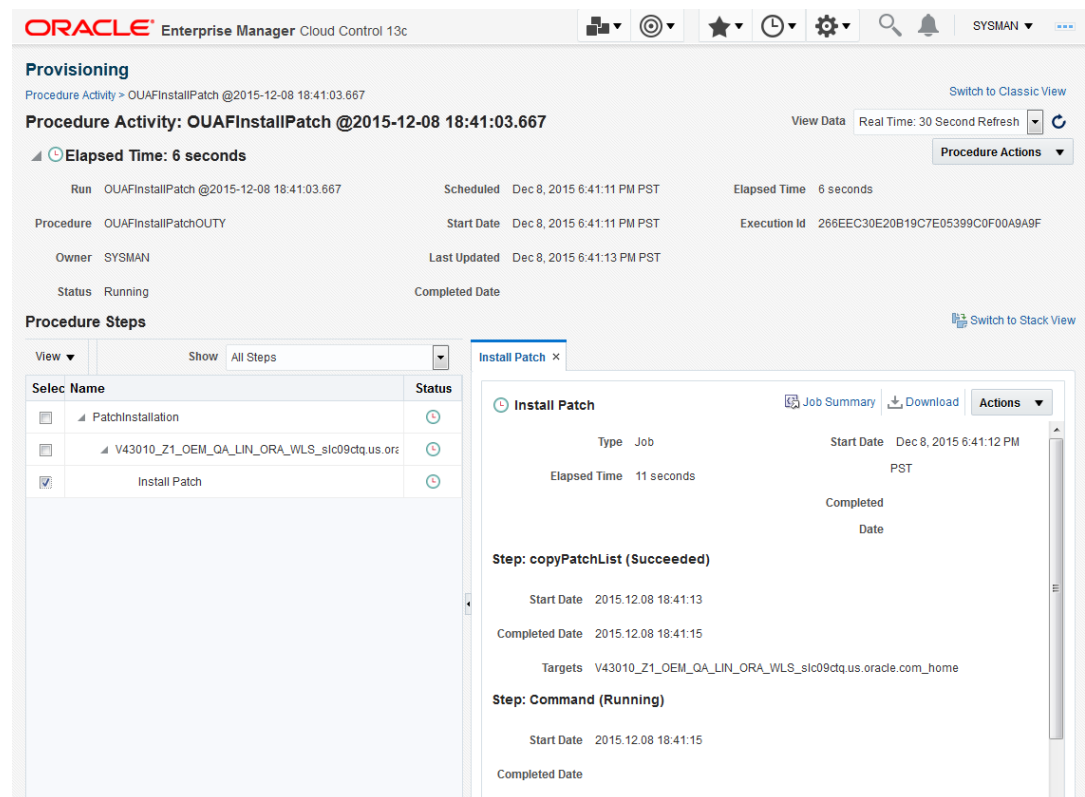 ORACLE Enterprise Manager Cloud Control 13c SYSMAN
Provisioning
Procedure Activity > OUAFInstallPatch @2015-12-08 18:41:03.667 Switch to Classic View
Procedure Activity: OUAFInstallPatch @2015-12-08 18:41:03.667 View Data Real Time: 30 Second Refresh
Elapsed Time: 6 seconds Procedure Actions
Run OUAFInstallPatch @2015-12-08 18:41:03.667 Scheduled Dec 8, 2015 6:41:11 PM PST Elapsed Time 6 seconds
Procedure OUAFInstallPatchOUTY Start Date Dec 8, 2015 6:41:11 PM PST Execution Id 266EEC30E20B19C7E05399C0F00A9A9F
Owner SYSMAN Last Updated Dec 8, 2015 6:41:13 PM PST
Status Running Completed Date
Procedure Steps Switch to Stack View
View Show All Steps
Selec Name Status
PatchInstallation
V43010_Z1_OEM_QA_LIN_ORA_WLS_slc09ctq.us.ora
Install Patch
Install Patch ×
Install Patch Job Summary Download Actions
Type Job Start Date Dec 8, 2015 6:41:12 PM
PST
Elapsed Time 11 seconds
Completed
Date
Step: copyPatchList (Succeeded)
Start Date 2015.12.08 18:41:13
Completed Date 2015.12.08 18:41:15
Targets V43010_Z1_OEM_QA_LIN_ORA_WLS_slc09ctq.us.oracle.com_home
Step: Command (Running)
Start Date 2015.12.08 18:41:15
Completed Date